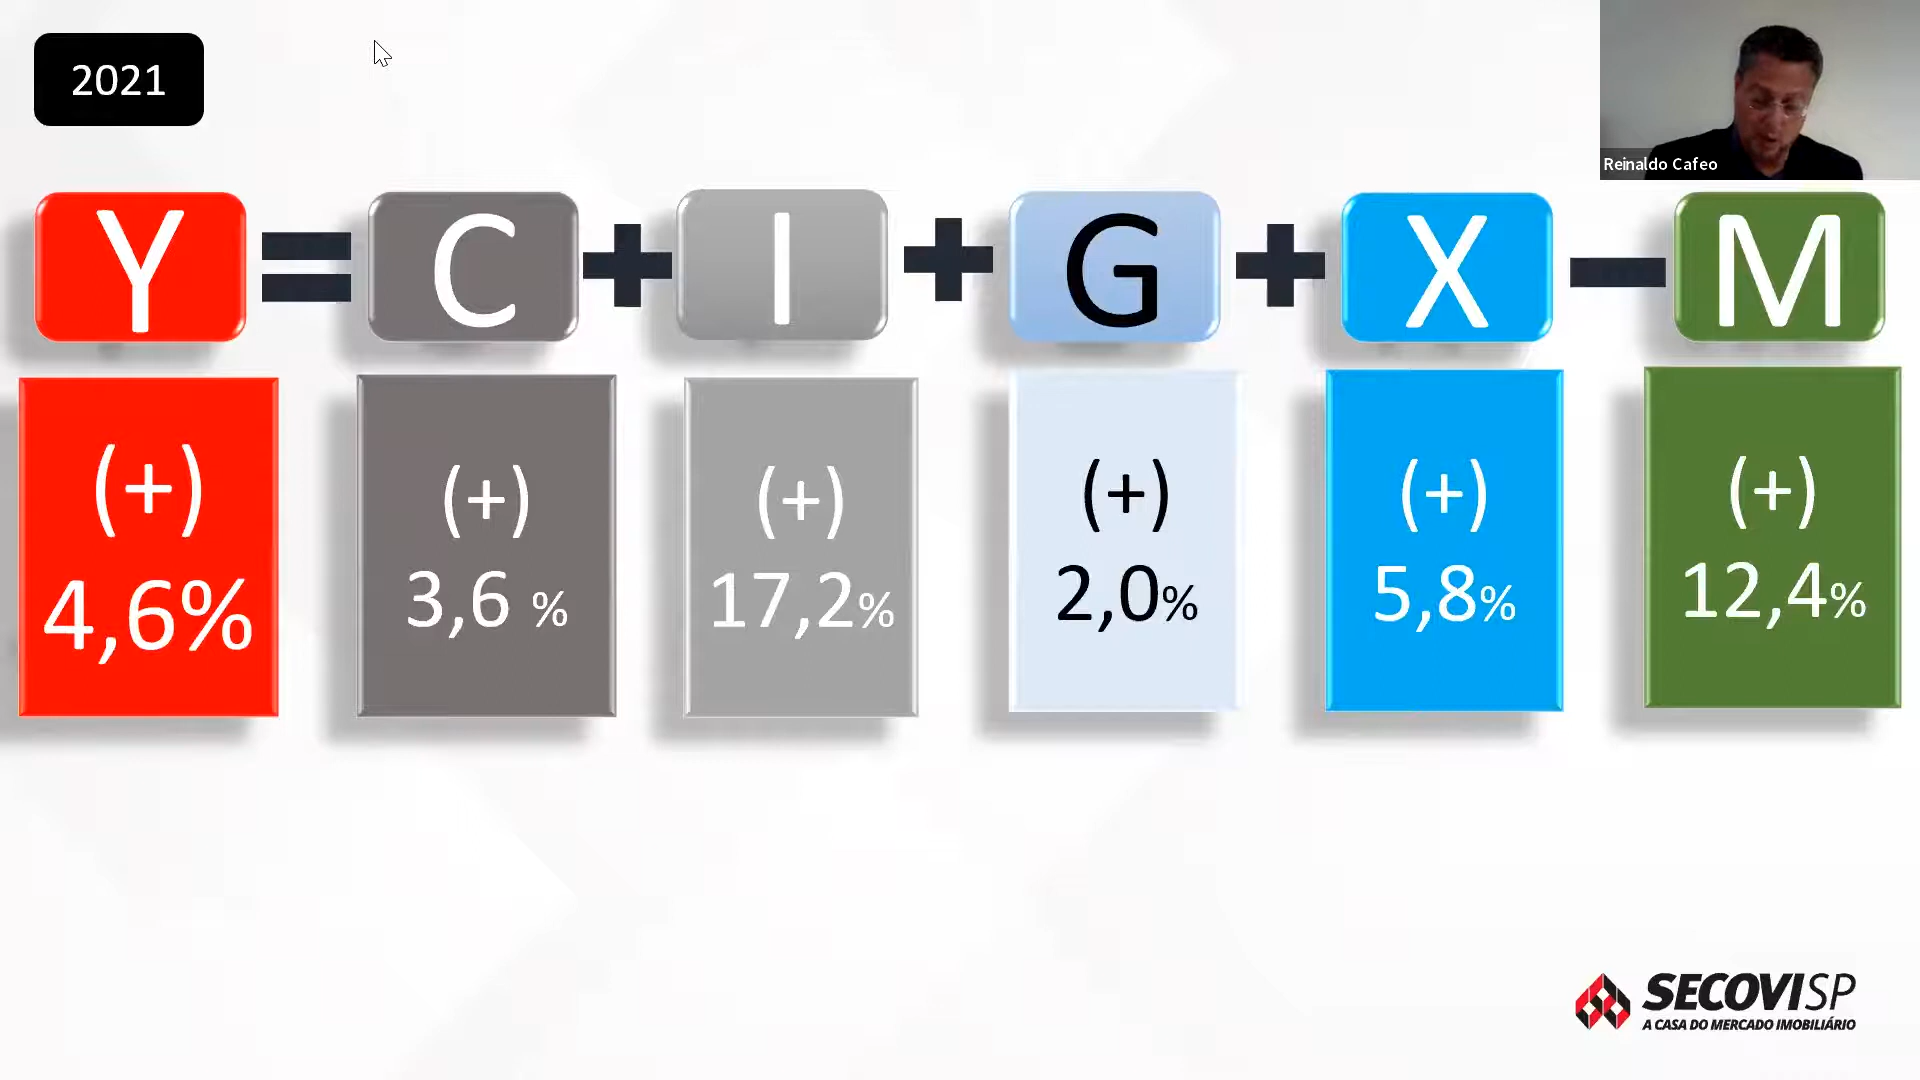 2021
Reinaldo Cafeo
Y = C + I + G + X - M
(+) (+) (+) (+) (+) (+)
4,6% 3,6 % 17,2% 2,0% 5,8% 12,4%
SECOVISP
A CASA DO MERCADO IMOBILIÁRIO